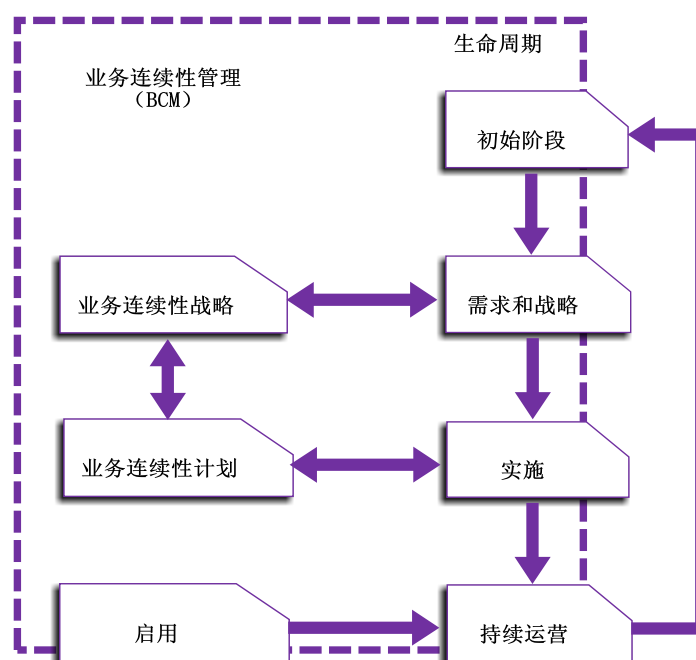 生命周期
业务连续性管理
（BCM）
初始阶段
业务连续性战略
需求和战略
业务连续性计划
实施
启用
持续运营